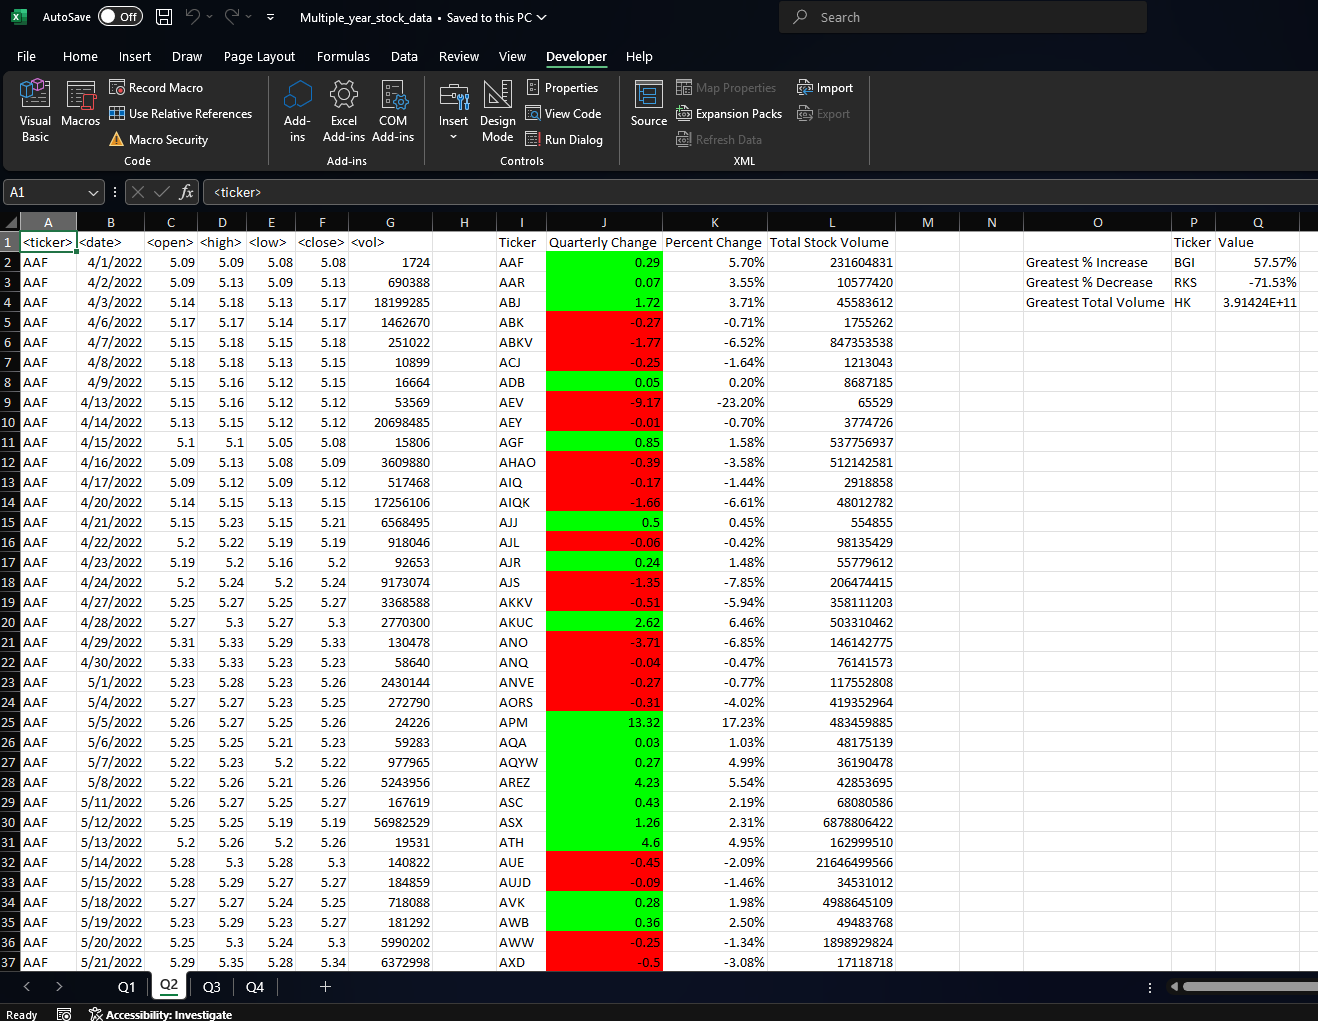 AutoSave Off Multiple_year_stock_data • Saved to this PC Search
File Home Insert Draw Page Layout Formulas Data Review View Developer Help
Visual Basic
Macros
Record Macro
Use Relative References
Macro Security
Code
Add-ins
Excel Add-ins
COM Add-ins
Add-ins
Insert
Design Mode
Properties
View Code
Run Dialog
Controls
Source
Map Properties
Expansion Packs
Refresh Data
Import
Export
XML
A1 fx <ticker>
A B C D E F G H I J K L M N O P Q
1 <ticker> <date> <open> <high> <low> <close> <vol> Ticker Quarterly Change Percent Change Total Stock Volume Ticker Value
2 AAF 4/1/2022 5.09 5.09 5.08 5.08 1724 AAF 0.29 5.70% 231604831 Greatest % Increase BGI 57.57%
3 AAF 4/2/2022 5.09 5.13 5.09 5.13 690388 AAR 0.07 3.55% 10577420 Greatest % Decrease RKS -71.53%
4 AAF 4/3/2022 5.14 5.18 5.13 5.17 18199285 ABJ 1.72 3.71% 45583612 Greatest Total Volume HK 3.91424E+11
5 AAF 4/6/2022 5.17 5.17 5.14 5.17 1462670 ABK -0.27 -0.71% 1755262
6 AAF 4/7/2022 5.15 5.18 5.15 5.18 251022 ABKV -1.77 -6.52% 847353538
7 AAF 4/8/2022 5.18 5.18 5.13 5.15 10899 ACJ -0.25 -1.64% 1213043
8 AAF 4/9/2022 5.15 5.16 5.12 5.15 16664 ADB 0.05 0.20% 8687185
9 AAF 4/13/2022 5.15 5.16 5.12 5.12 53569 AEV -9.17 -23.20% 65529
10 AAF 4/14/2022 5.13 5.15 5.12 5.12 20698485 AEY -0.01 -0.70% 3774726
11 AAF 4/15/2022 5.1 5.1 5.05 5.08 15806 AGF 0.85 1.58% 537756937
12 AAF 4/16/2022 5.09 5.13 5.08 5.09 3609880 AHAO -0.39 -3.58% 512142581
13 AAF 4/17/2022 5.09 5.12 5.09 5.12 517468 AIQ -0.17 -1.44% 2918858
14 AAF 4/20/2022 5.14 5.15 5.13 5.15 17256106 AIQK -1.66 -6.61% 48012782
15 AAF 4/21/2022 5.15 5.23 5.15 5.21 6568495 AJJ 0.5 0.45% 554855
16 AAF 4/22/2022 5.2 5.22 5.19 5.19 918046 AJL -0.06 -0.42% 98135429
17 AAF 4/23/2022 5.19 5.2 5.16 5.2 92653 AJR 0.24 1.48% 55779612
18 AAF 4/24/2022 5.2 5.24 5.2 5.24 9173074 AJS -1.35 -7.85% 206474415
19 AAF 4/27/2022 5.25 5.27 5.25 5.27 3368588 AKKV -0.51 -5.94% 358111203
20 AAF 4/28/2022 5.27 5.3 5.27 5.3 2770300 AKUC 2.62 6.46% 503310462
21 AAF 4/29/2022 5.31 5.33 5.29 5.33 130478 ANO -3.71 -6.85% 146142775
22 AAF 4/30/2022 5.33 5.33 5.23 5.23 58640 ANQ -0.04 -0.47% 76141573
23 AAF 5/1/2022 5.23 5.28 5.23 5.26 2430144 ANVE -0.27 -0.77% 117552808
24 AAF 5/4/2022 5.27 5.27 5.23 5.25 272790 AORS -0.31 -4.02% 419352964
25 AAF 5/5/2022 5.26 5.27 5.25 5.26 24226 APM 13.32 17.23% 483459885
26 AAF 5/6/2022 5.25 5.25 5.21 5.23 59283 AQA 0.03 1.03% 48175139
27 AAF 5/7/2022 5.22 5.23 5.2 5.22 977965 AQYW 0.27 4.99% 36190478
28 AAF 5/8/2022 5.22 5.26 5.21 5.26 5243956 AREZ 4.23 5.54% 42853695
29 AAF 5/11/2022 5.26 5.27 5.25 5.27 167619 ASC 0.43 2.19% 68080586
30 AAF 5/12/2022 5.25 5.25 5.19 5.19 56982529 ASX 1.26 2.31% 6878806422
31 AAF 5/13/2022 5.2 5.26 5.2 5.26 19531 ATH 4.6 4.95% 162999510
32 AAF 5/14/2022 5.28 5.3 5.28 5.3 140822 AUE -0.45 -2.09% 21646499566
33 AAF 5/15/2022 5.28 5.29 5.27 5.27 184859 AUJD -0.09 -1.46% 34531012
34 AAF 5/18/2022 5.27 5.27 5.24 5.25 718088 AVK 0.28 1.98% 4988645109
35 AAF 5/19/2022 5.23 5.29 5.23 5.27 181292 AWB 0.36 2.50% 49483768
36 AAF 5/20/2022 5.25 5.3 5.24 5.3 5990202 AWW -0.25 -1.34% 1898929824
37 AAF 5/21/2022 5.29 5.35 5.28 5.34 6372998 AXD -0.5 -3.08% 17118718
Q1 Q2 Q3 Q4
Ready Accessibility: Investigate